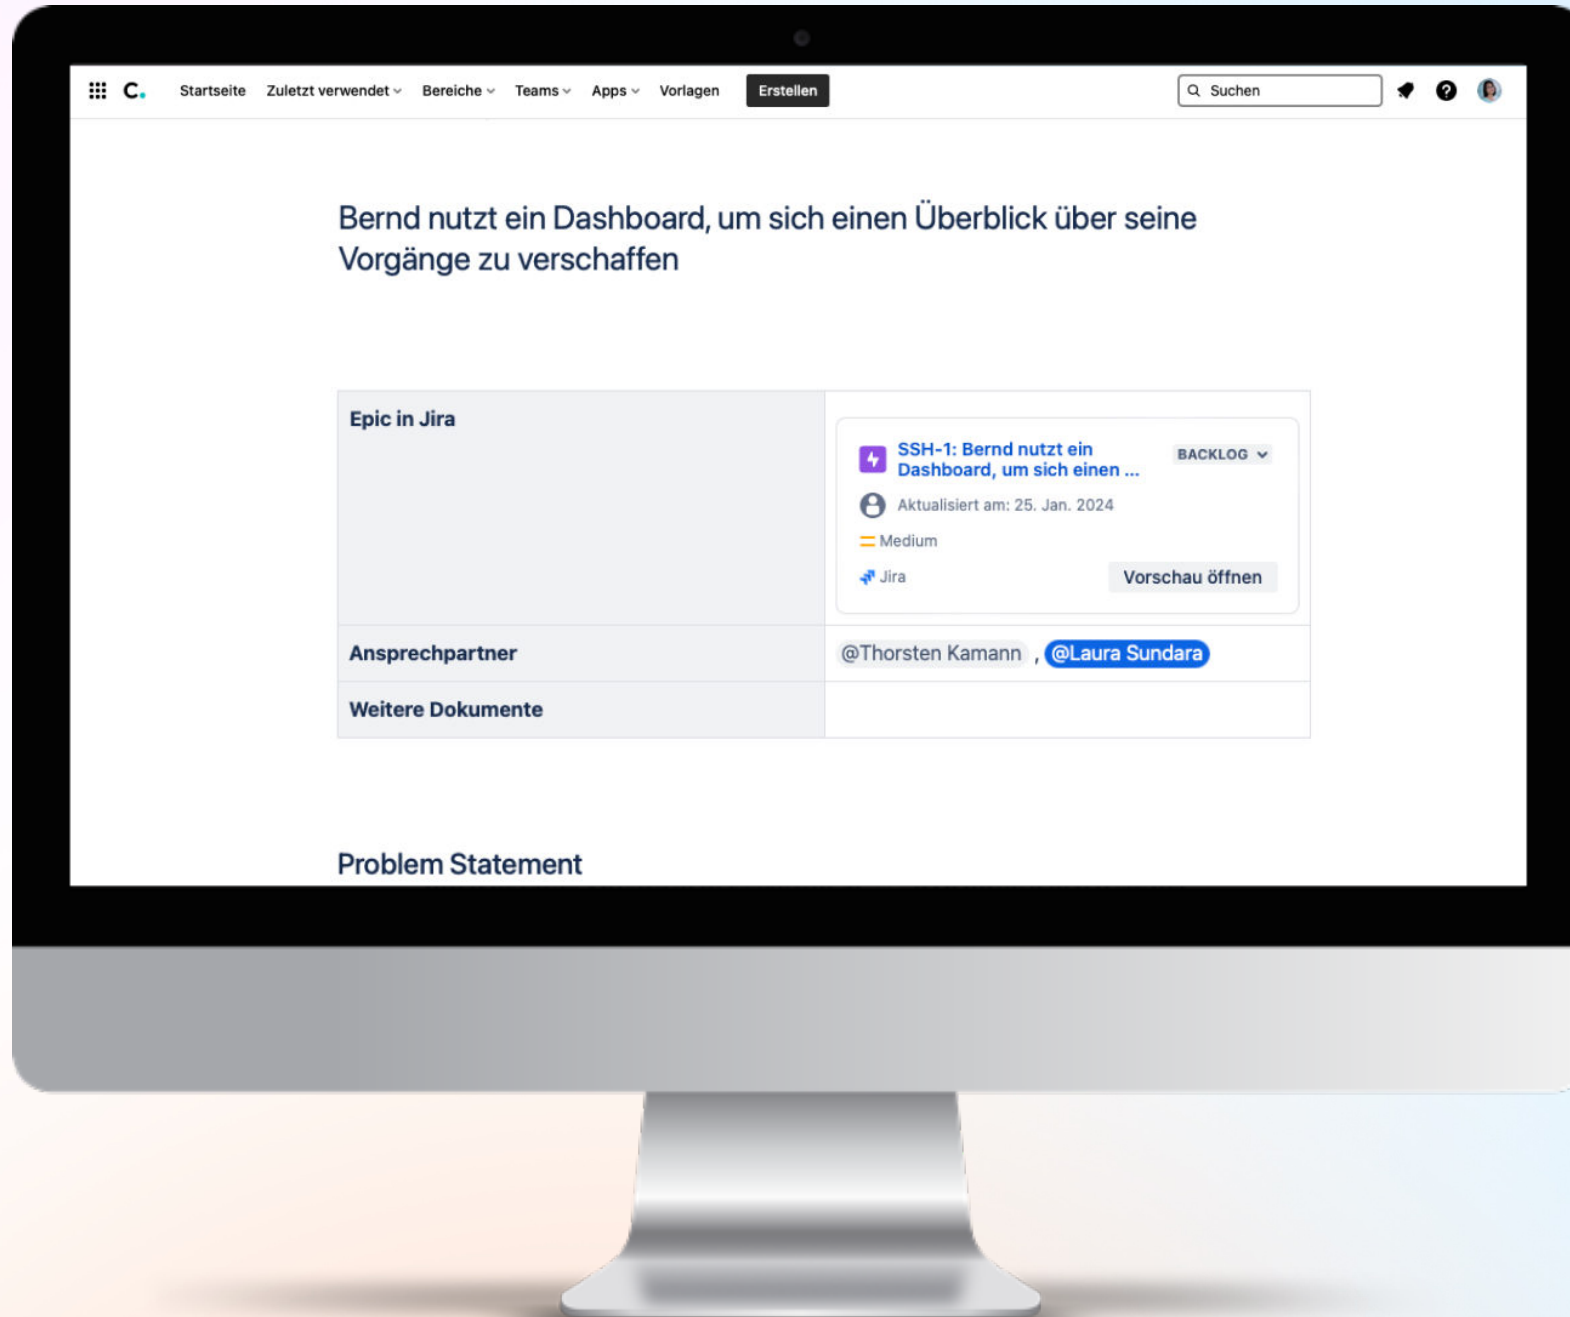 C. Startseite Zuletzt verwendet Bereiche Teams Apps Vorlagen Erstellen Suchen
Bernd nutzt ein Dashboard, um sich einen Überblick über seine
Vorgänge zu verschaffen
Epic in Jira
SSH-1: Bernd nutzt ein
Dashboard, um sich einen ...
BACKLOG
Aktualisiert am: 25. Jan. 2024
Medium
Jira
Vorschau öffnen
Ansprechpartner
@Thorsten Kamann , @Laura Sundara
Weitere Dokumente
Problem Statement